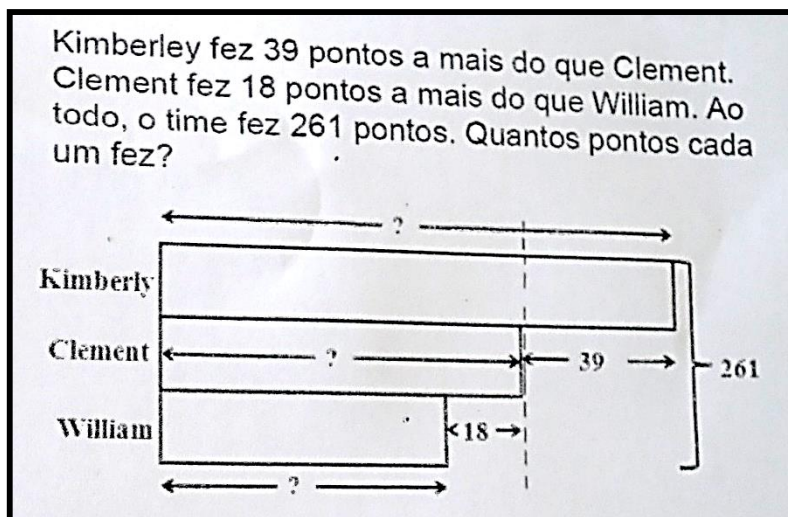 Kimberley fez 39 pontos a mais do que Clement.
Clement fez 18 pontos a mais do que William. Ao
todo, o time fez 261 pontos. Quantos pontos cada
um fez?
?
Kimberly
Clement ? 39 261
William 18
?